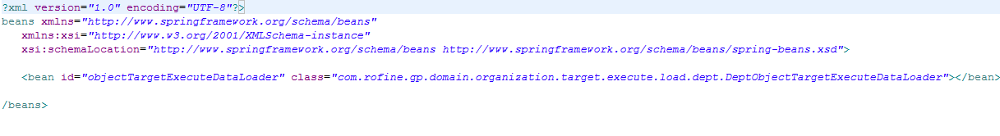 ?xml version="1.0" encoding="UTF-8"?>
beans xmlns="http://www.springframework.org/schema/beans"
xmlns:xsi="http://www.w3.org/2001/XMLSchema-instance"
xsi:schemaLocation="http://www.springframework.org/schema/beans http://www.springframework.org/schema/beans/spring-beans.xsd">
<bean id="objectTargetExecuteDataLoader" class="com.rofine.gp.domain.organization.target.execute.load.dept.DeptObjectTargetExecuteDataLoader"></bean>
/beans>